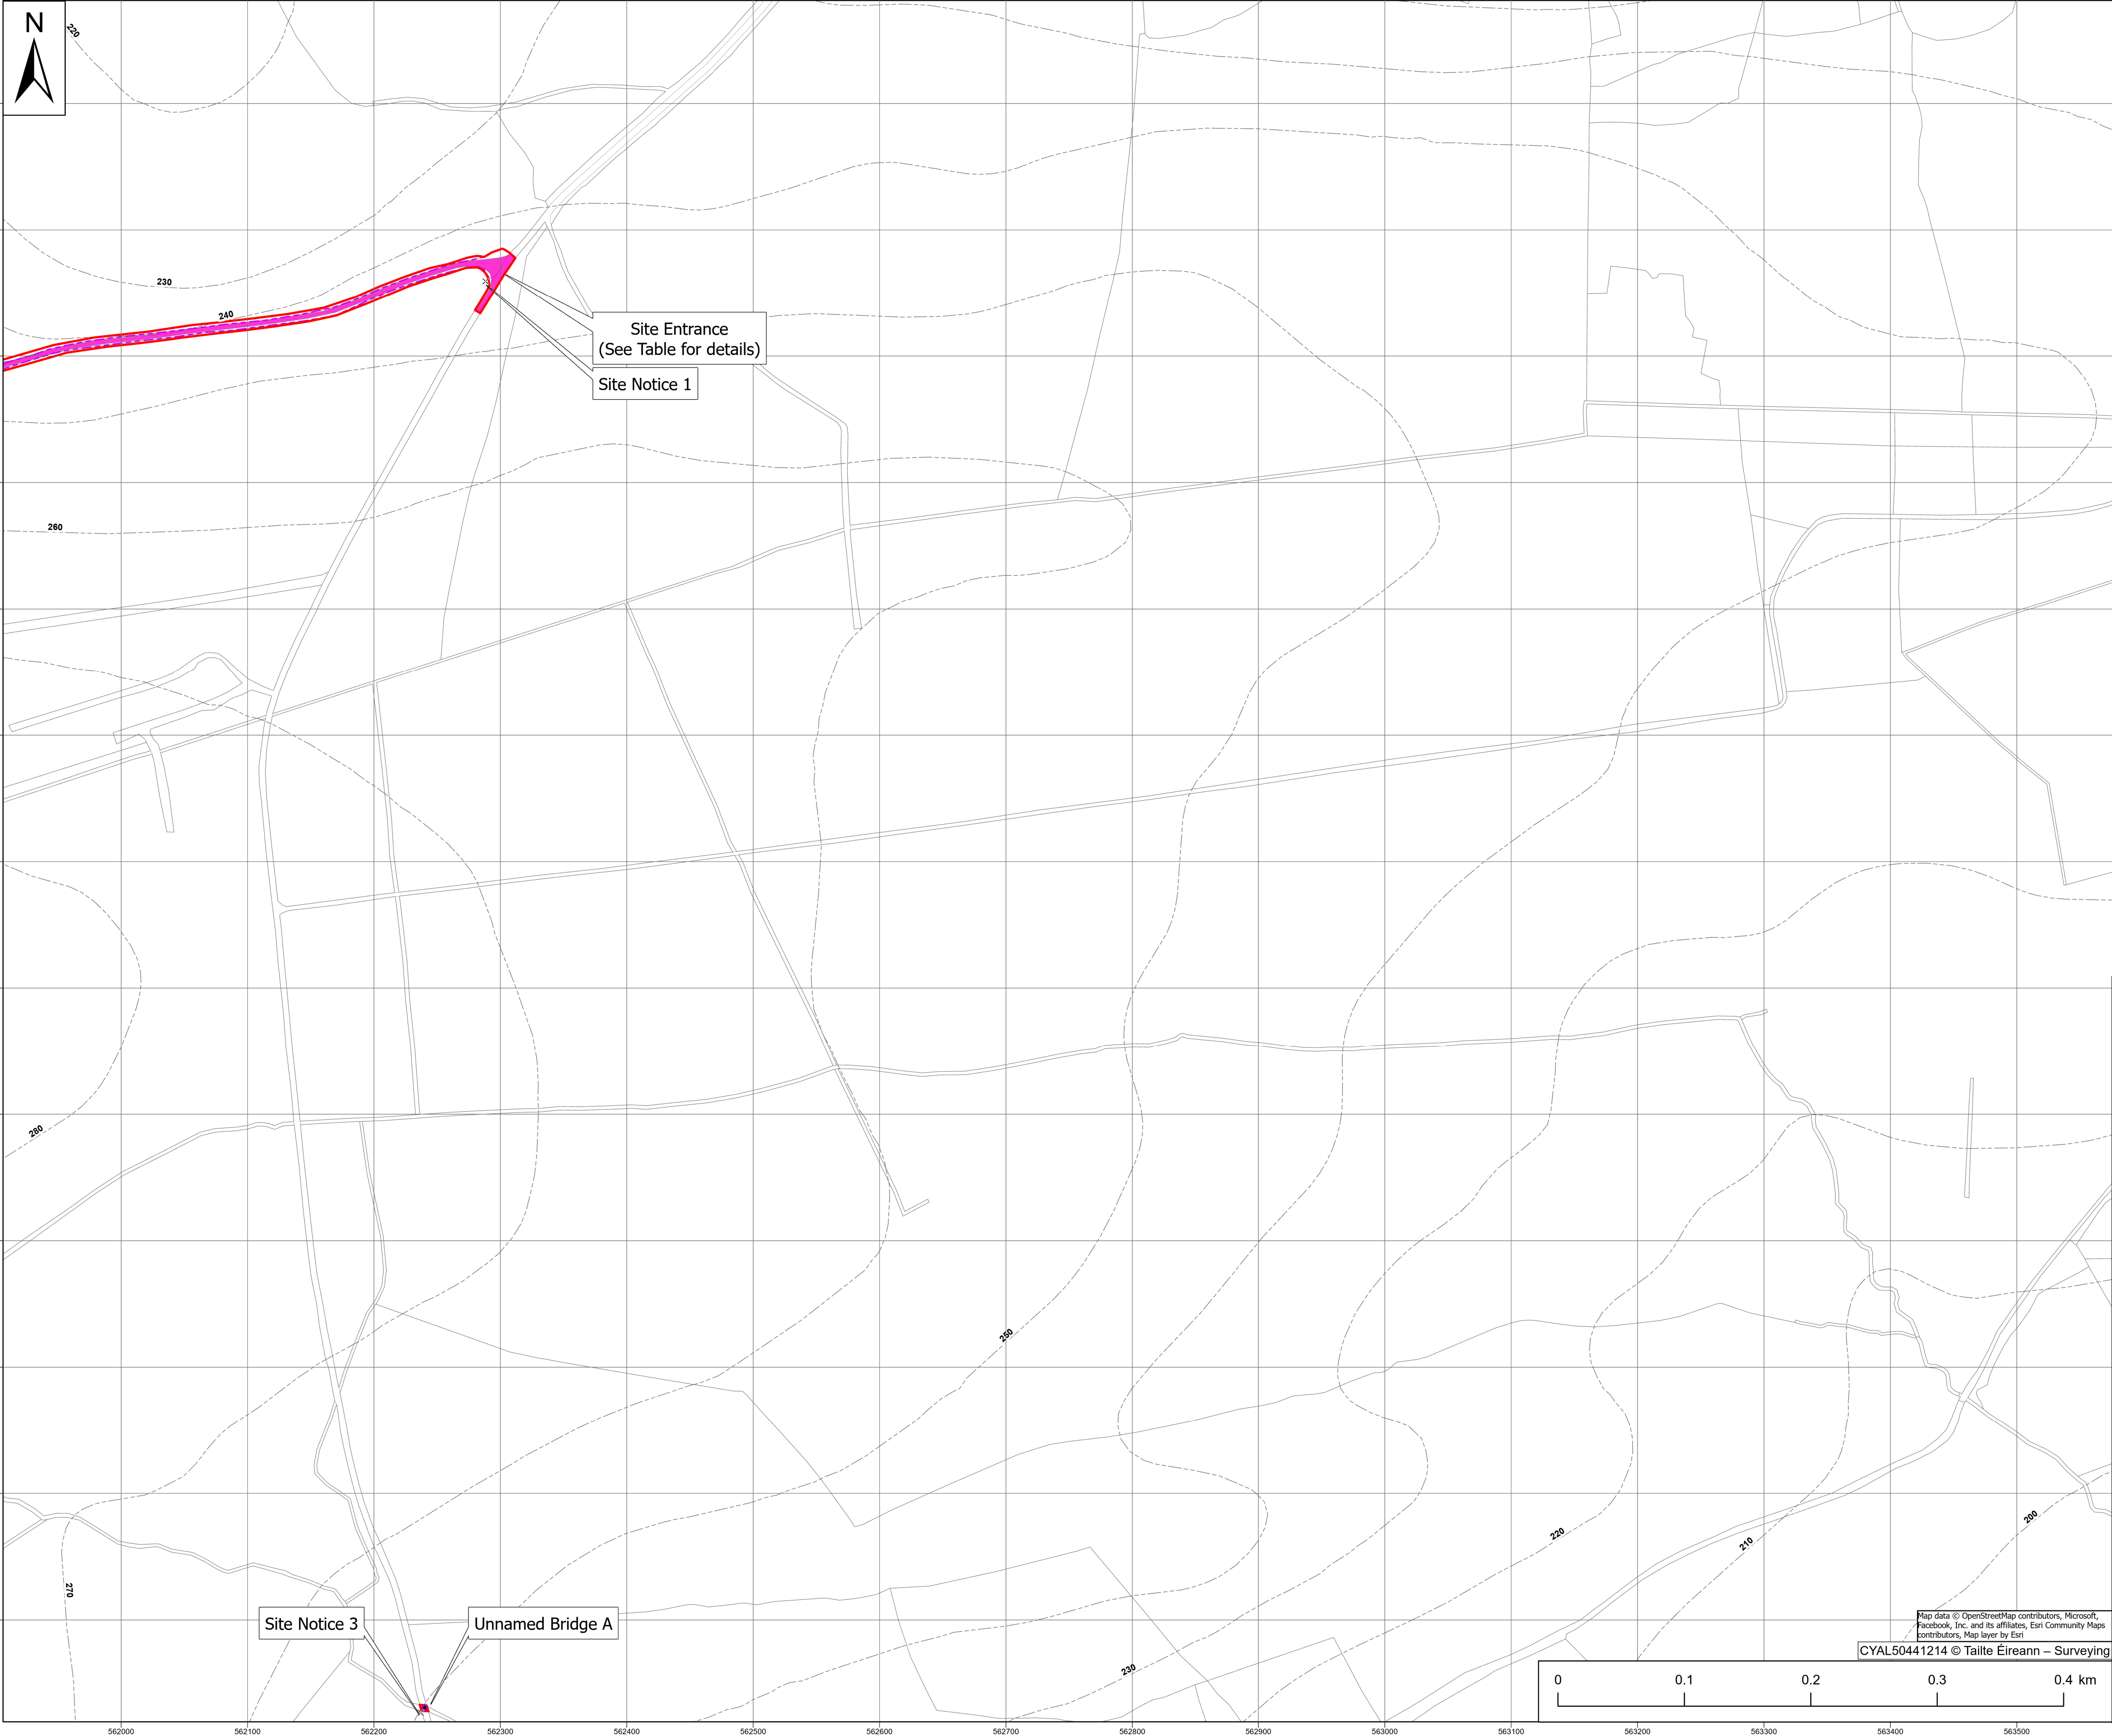 N
220
230
240
Site Entrance
(See Table for details)
Site Notice 1
260
280
250
220
210
200
270
Site Notice 3
Unnamed Bridge A
230
Map data © OpenStreetMap contributors, Microsoft,
Facebook, Inc. and its affiliates, Esri Community Maps
contributors, Map layer by Esri
CYAL50441214 © Tailte Éireann – Surveying
0 0.1 0.2 0.3 0.4 km
562000 562100 562200 562300 562400 562500 562600 562700 562800 562900 563000 563100 563200 563300 563400 563500